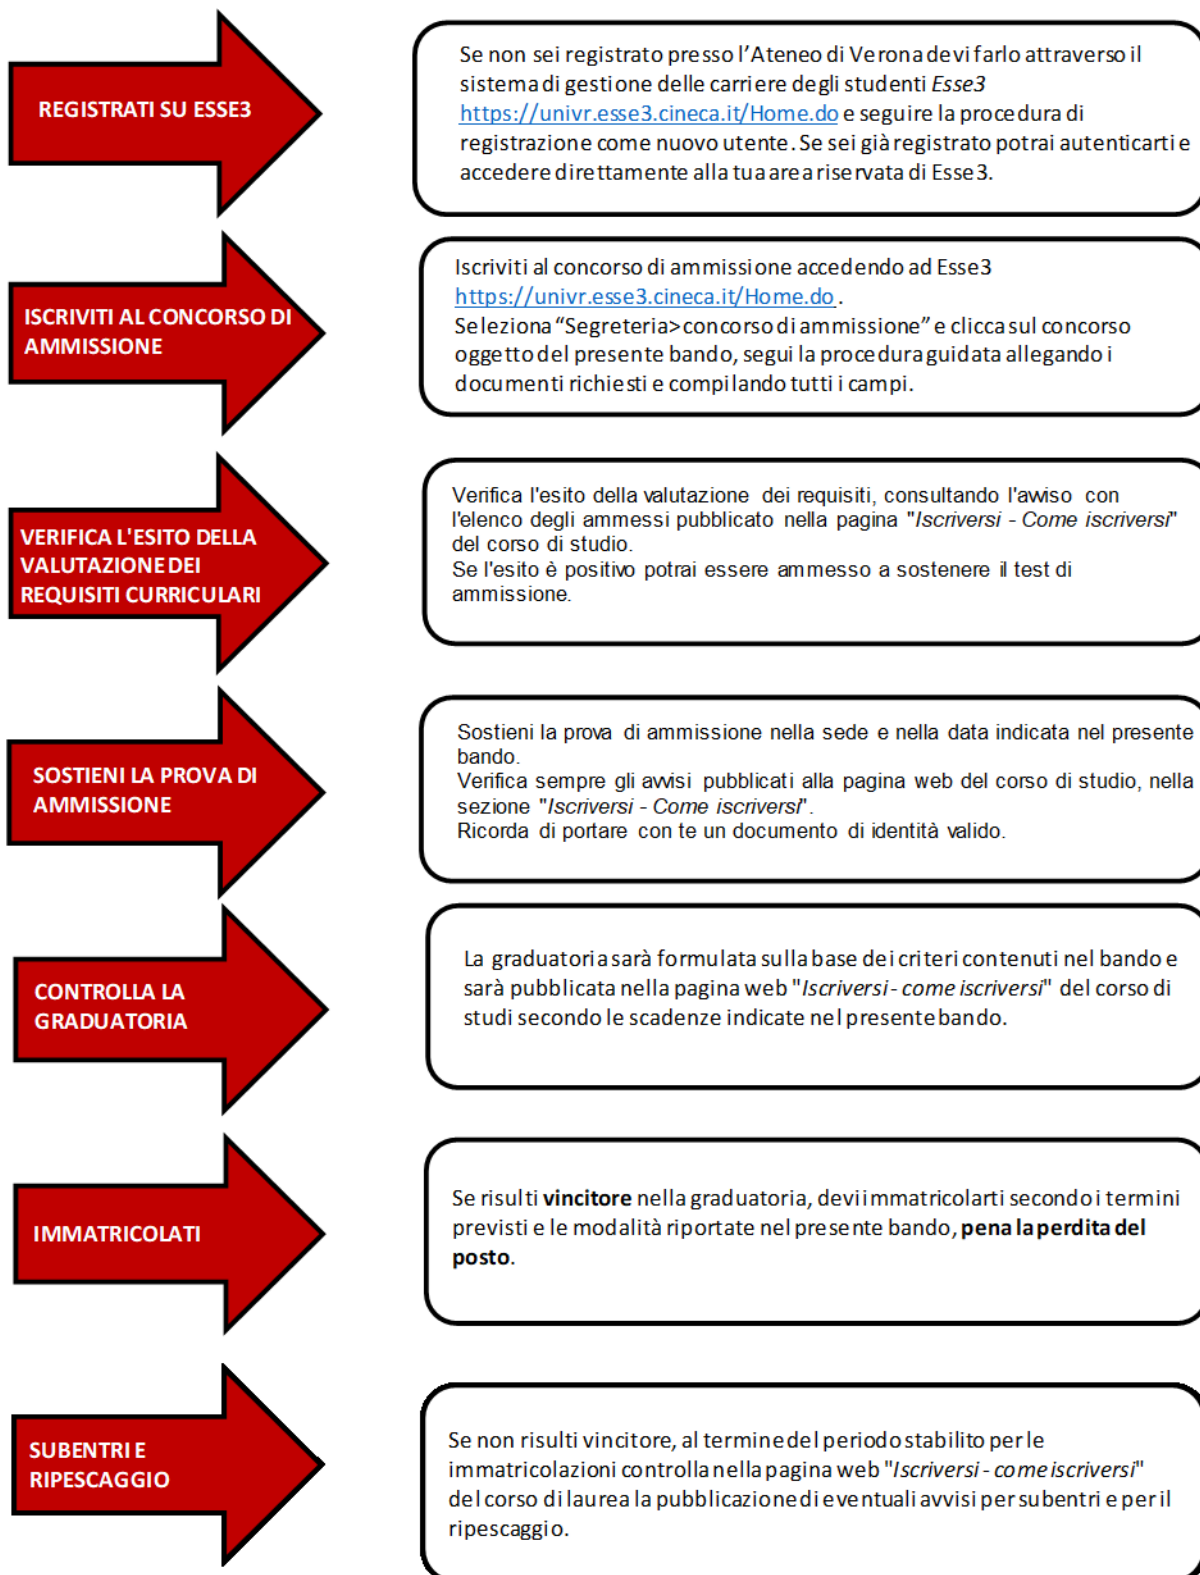 REGISTRATI SU ESSE3
Se non sei registrato presso l'Ateneo di Verona devi farlo attraverso il
sistema di gestione delle carriere degli studenti Esse3
https://univr.esse3.cineca.it/Home.do e seguire la procedura di
registrazione come nuovo utente. Se sei già registrato potrai autenticarti e
accedere direttamente alla tua area riservata di Esse3.
ISCRIVITI AL CONCORSO DI
AMMISSIONE
Iscriviti al concorso di ammissione accedendo ad Esse3
https://univr.esse3.cineca.it/Home.do .
Seleziona "Segreteria>concorso di ammissione" e clicca sul concorso
oggetto del presente bando, segui la procedura guidata allegando i
documenti richiesti e compilando tutti i campi.
VERIFICA L'ESITO DELLA
VALUTAZIONE DEI
REQUISITI CURRICULARI
Verifica l'esito della valutazione dei requisiti, consultando l'avviso con
l'elenco degli ammessi pubblicato nella pagina "Iscriversi - Come iscriversi"
del corso di studio.
Se l'esito è positivo potrai essere ammesso a sostenere il test di
ammissione.
SOSTIENI LA PROVA DI
AMMISSIONE
Sostieni la prova di ammissione nella sede e nella data indicata nel presente
bando.
Verifica sempre gli avvisi pubblicati alla pagina web del corso di studio, nella
sezione "Iscriversi - Come iscriversi".
Ricorda di portare con te un documento di identità valido.
CONTROLLA LA
GRADUATORIA
La graduatoria sarà formulata sulla base dei criteri contenuti nel bando e
sarà pubblicata nella pagina web "Iscriversi - come iscriversi" del corso di
studi secondo le scadenze indicate nel presente bando.
IMMATRICOLATI
Se risulti vincitore nella graduatoria, devi immatricolarti secondo i termini
previsti e le modalità riportate nel presente bando, pena la perdita del
posto.
SUBENTRI E
RIPESCAGGIO
Se non risulti vincitore, al termine del periodo stabilito per le
immatricolazioni controlla nella pagina web "Iscriversi - come iscriversi"
del corso di laurea la pubblicazione di eventuali avvisi per subentri e per il
ripescaggio.